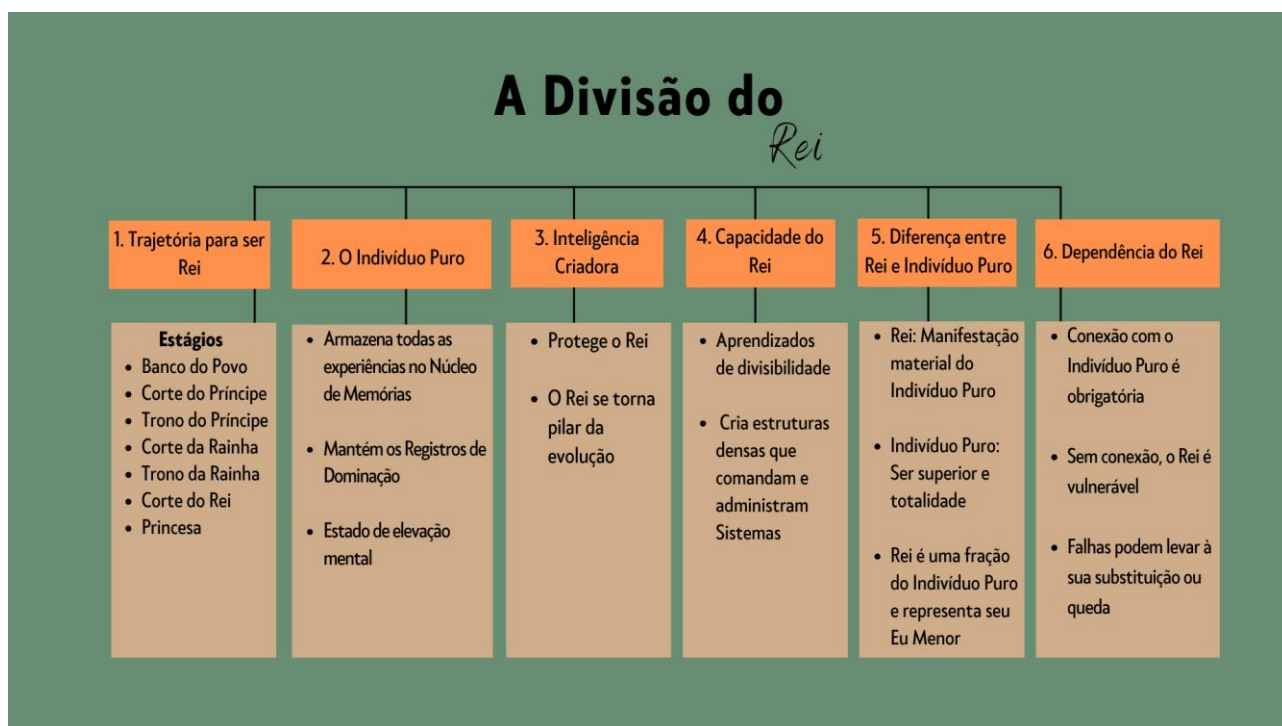 A Divisão do
Rei
1. Trajetória para ser
Rei
2. O Indivíduo Puro
3. Inteligência
Criadora
4. Capacidade do
Rei
5. Diferença entre
Rei e Indivíduo Puro
6. Dependência do Rei
Estágios
• Banco do Povo
• Corte do Príncipe
• Trono do Príncipe
• Corte da Rainha
• Trono da Rainha
• Corte do Rei
• Princesa
• Armazena todas as
experiências no Núcleo
de Memórias
• Mantém os Registros de
Dominação
• Estado de elevação
mental
• Protege o Rei
• O Rei se torna
pilar da
evolução
• Aprendizados
de divisibilidade
• Cria estruturas
densas que
comandam e
administram
Sistemas
• Rei: Manifestação
material do
Indivíduo Puro
• Indivíduo Puro:
Ser superior e
totalidade
• Rei é uma fração
do Indivíduo Puro
e representa seu
Eu Menor
• Conexão com o
Indivíduo Puro é
obrigatória
• Sem conexão, o Rei é
vulnerável
• Falhas podem levar à
sua substituição ou
queda